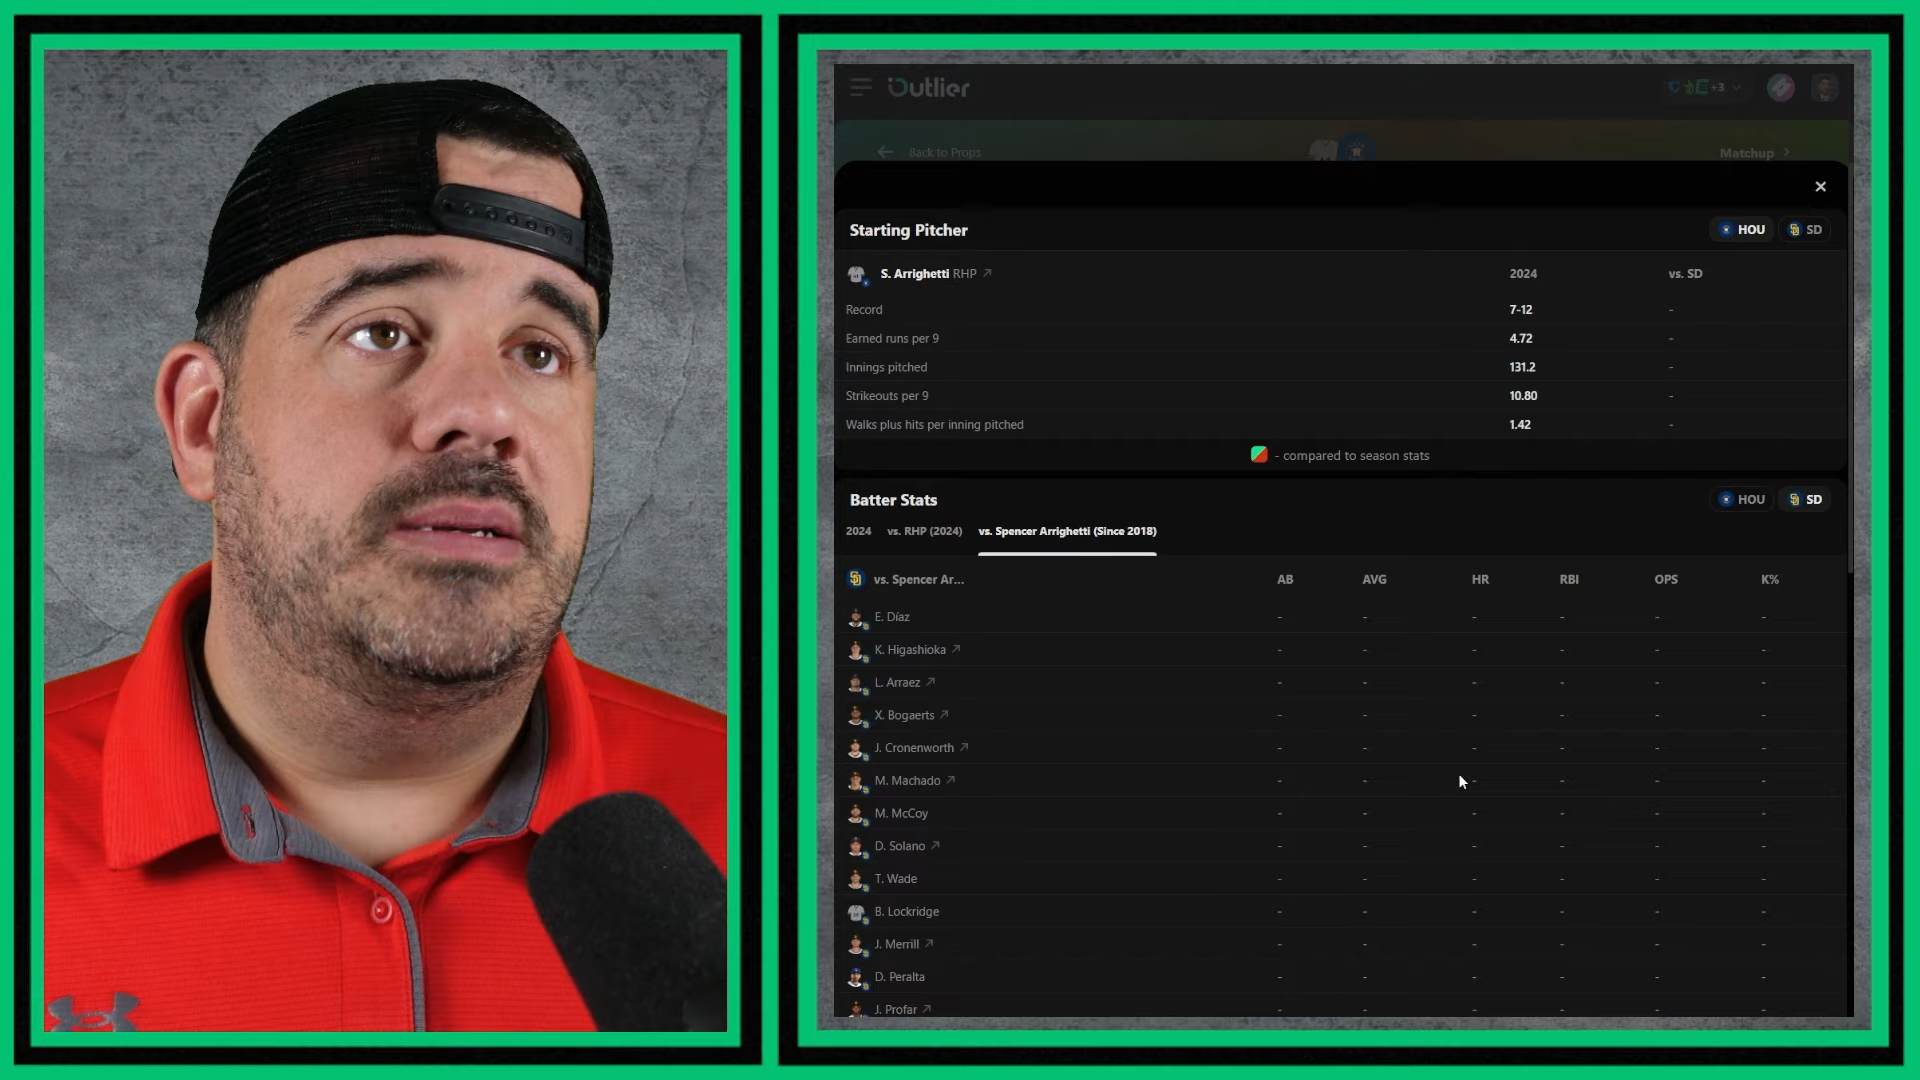 Outlier
+3
Back to Props
Matchup
Starting Pitcher
HOU
SD
S. Arrighetti RHP
2024
vs. SD
Record
7-12
-
Earned runs per 9
4.72
-
Innings pitched
131.2
-
Strikeouts per 9
10.80
-
Walks plus hits per inning pitched
1.42
-
- compared to season stats
Batter Stats
HOU
SD
2024
vs. RHP (2024)
vs. Spencer Arrighetti (Since 2018)
vs. Spencer Ar...
AB
AVG
HR
RBI
OPS
K%
E. Díaz
- - - - - -
K. Higashioka
- - - - - -
L. Arraez
- - - - - -
X. Bogaerts
- - - - - -
J. Cronenworth
- - - - - -
M. Machado
- - - - - -
M. McCoy
- - - - - -
D. Solano
- - - - - -
T. Wade
- - - - - -
B. Lockridge
- - - - - -
J. Merrill
- - - - - -
D. Peralta
- - - - - -
J. Profar
- - - - - -